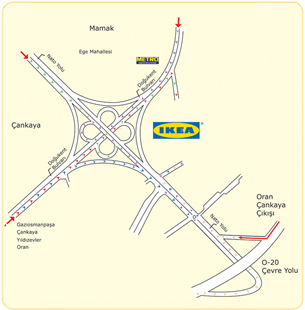 Mamak
Ege Mahallesi
METRO
Nato Yolu
Doğukent
Bulvarı
Çankaya
IKEA
Doğukent
Bulvarı
Oran
Çankaya
Çıkışı
Nato Yolu
Gaziosmanpaşa
Çankaya
Yıldızevler
Oran
O-20
Çevre Yolu